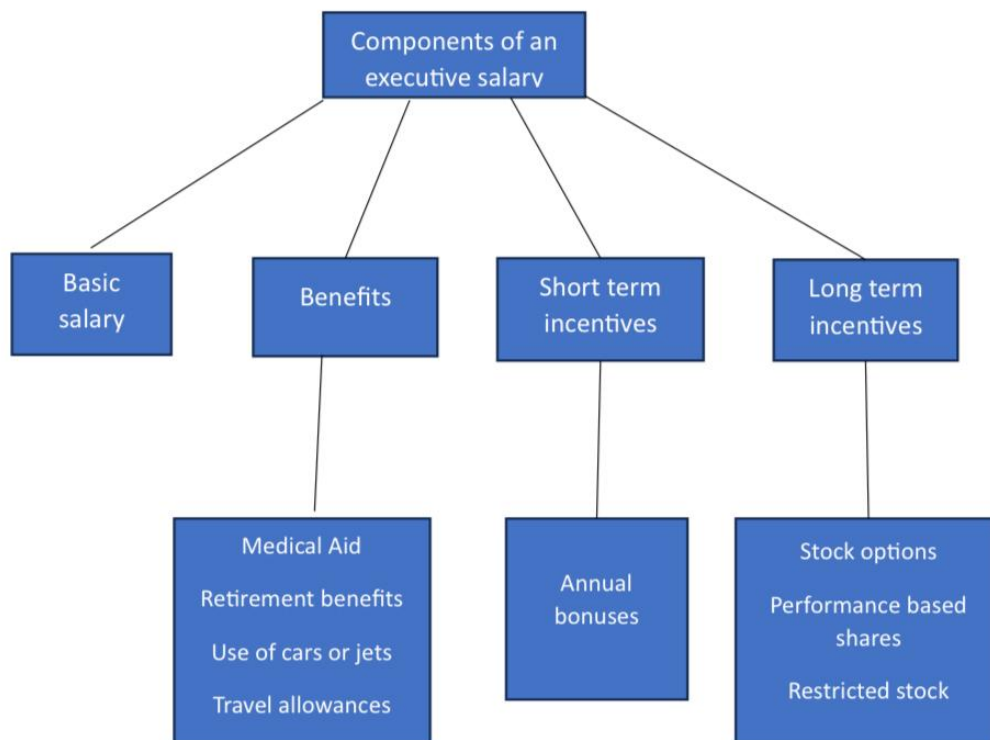 Components of an
executive salary
Basic
salary
Benefits
Short term
incentives
Long term
incentives
Medical Aid
Retirement benefits
Use of cars or jets
Travel allowances
Annual
bonuses
Stock options
Performance based
shares
Restricted stock